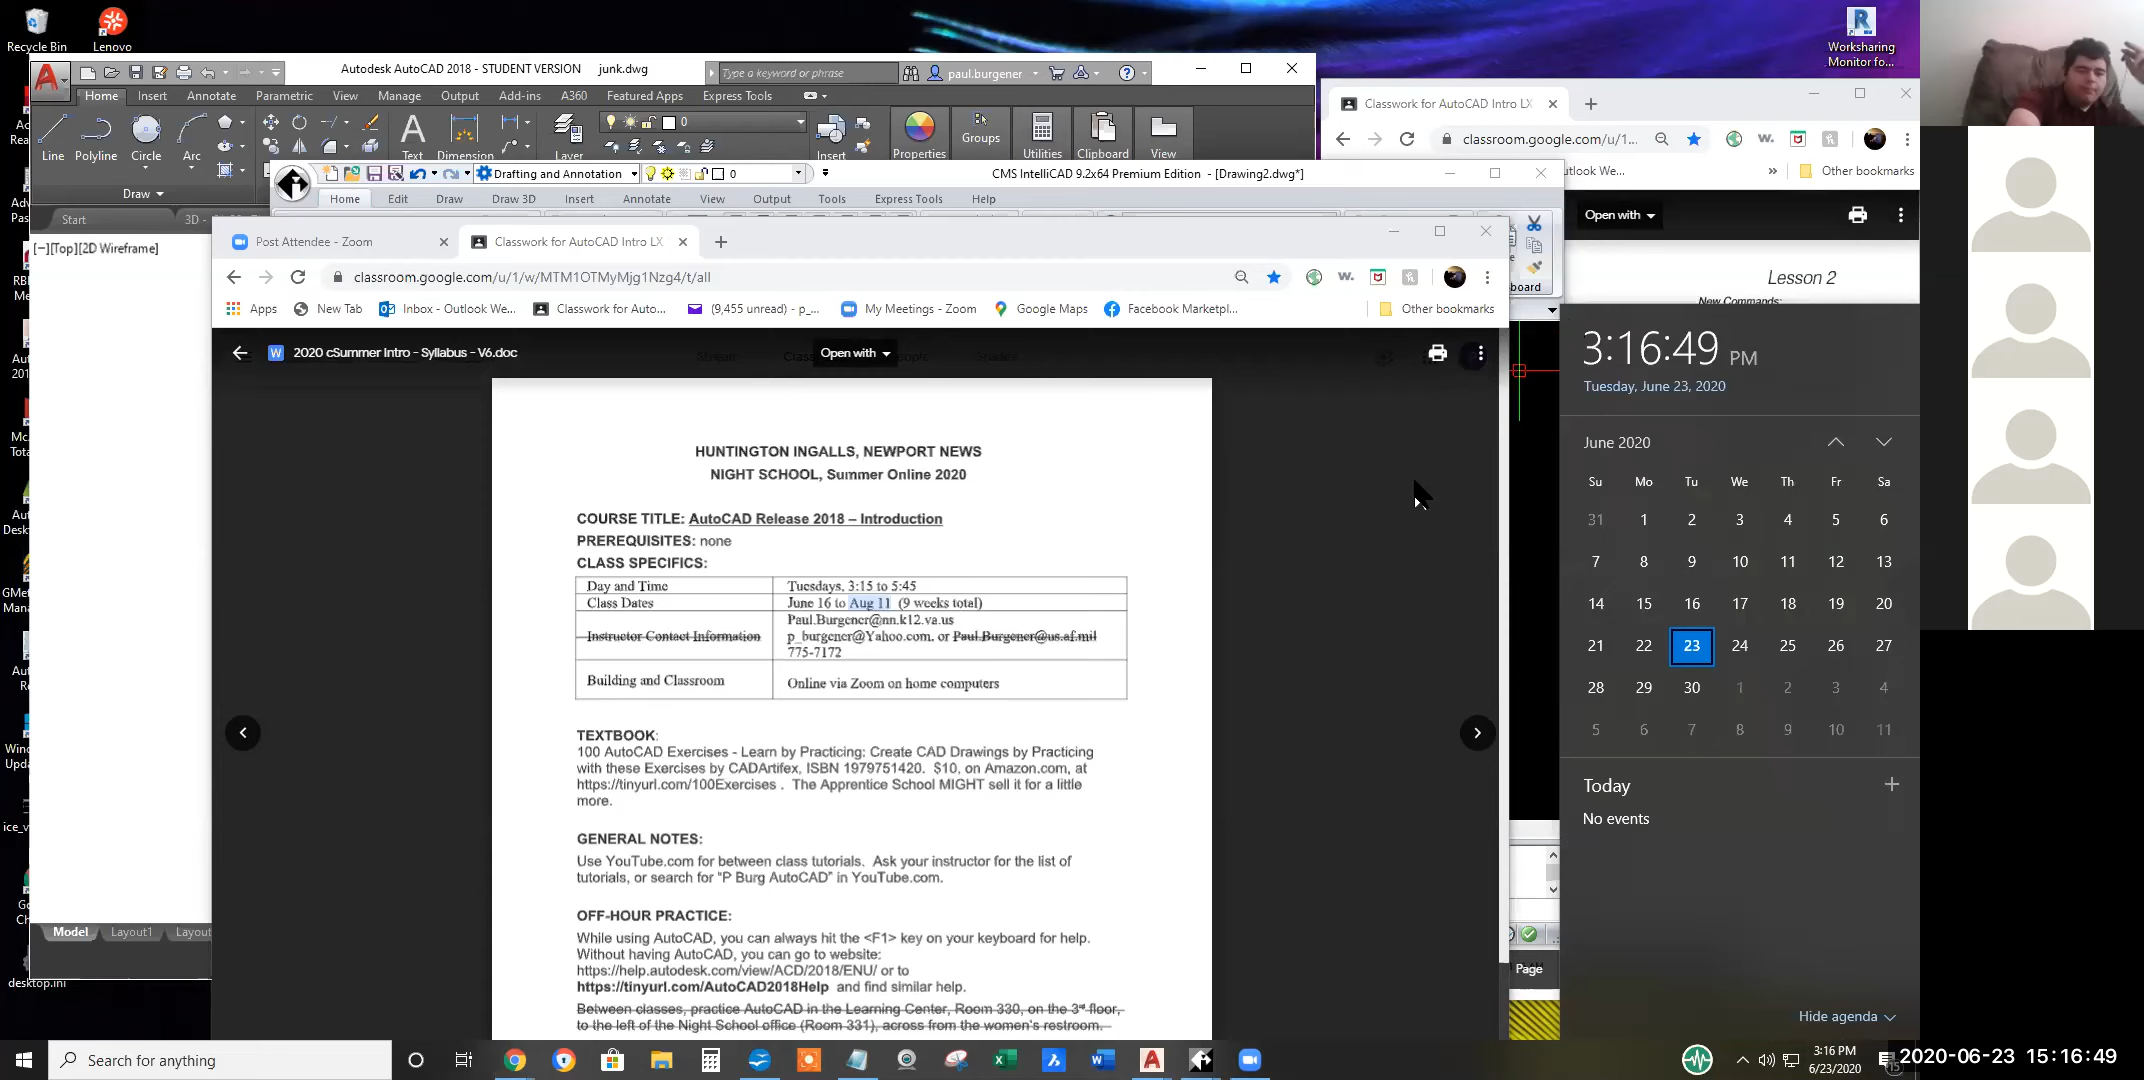 Recycle Bin
Lenovo
Worksharing
Monitor fo...
Autodesk AutoCAD 2018 - STUDENT VERSION junk.dwg
Type a keyword or phrase
paul.burgener
Home Insert Annotate Parametric View Manage Output Add-ins A360 Featured Apps Express Tools
Line Polyline Circle Arc
Text Dimension Layer
0
Insert Properties Groups Utilities Clipboard View
Draw
Start
3D -
[−][Top][2D Wireframe]
Classwork for AutoCAD Intro LX
classroom.google.com/u/1...
look We...
»
Other bookmarks
Open with
Lesson 2
New Commands:
Drafting and Annotation
0
CMS IntelliCAD 9.2x64 Premium Edition - [Drawing2.dwg*]
Home Edit Draw Draw 3D Insert Annotate View Output Tools Express Tools Help
board
Post Attendee - Zoom
Classwork for AutoCAD Intro LX
classroom.google.com/u/1/w/MTM1OTMyMjg1Nzg4/t/all
Apps
New Tab
Inbox - Outlook We...
Classwork for Auto...
(9,455 unread) - p_...
My Meetings - Zoom
Google Maps
Facebook Marketpl...
Other bookmarks
2020 cSummer Intro - Syllabus - V6.doc
Open with
HUNTINGTON INGALLS, NEWPORT NEWS
NIGHT SCHOOL, Summer Online 2020
COURSE TITLE: AutoCAD Release 2018 – Introduction
PREREQUISITES: none
CLASS SPECIFICS:
Day and Time Tuesdays, 3:15 to 5:45
Class Dates June 16 to Aug 11 (9 weeks total)
Instructor Contact Information
Paul.Burgener@nn.k12.va.us
p_burgener@Yahoo.com, or Paul.Burgener@us.af.mil
775-7172
Building and Classroom Online via Zoom on home computers
TEXTBOOK:
100 AutoCAD Exercises - Learn by Practicing; Create CAD Drawings by Practicing
with these Exercises by CADArtifex, ISBN 1979751420. $10, on Amazon.com, at
https://tinyurl.com/100Exercises . The Apprentice School MIGHT sell it for a little
more.
GENERAL NOTES:
Use YouTube.com for between class tutorials. Ask your instructor for the list of
tutorials, or search for "P Burg AutoCAD" in YouTube.com.
OFF-HOUR PRACTICE:
While using AutoCAD, you can always hit the <F1> key on your keyboard for help.
Without having AutoCAD, you can go to website:
https://help.autodesk.com/view/ACD/2018/ENU/ or to
https://tinyurl.com/AutoCAD2018Help and find similar help.
Between classes, practice AutoCAD in the Learning Center, Room 330, on the 3rd floor,
to the left of the Night School office (Room 331), across from the women's restroom.
Model Layout1 Layout
desktop.ini
3:16:49 PM
Tuesday, June 23, 2020
June 2020
Su Mo Tu We Th Fr Sa
31 1 2 3 4 5 6
7 8 9 10 11 12 13
14 15 16 17 18 19 20
21 22 23 24 25 26 27
28 29 30 1 2 3 4
5 6 7 8 9 10 11
Today
No events
Hide agenda
Page
Search for anything
3:16 PM
6/23/2020
2020-06-23 15:16:49